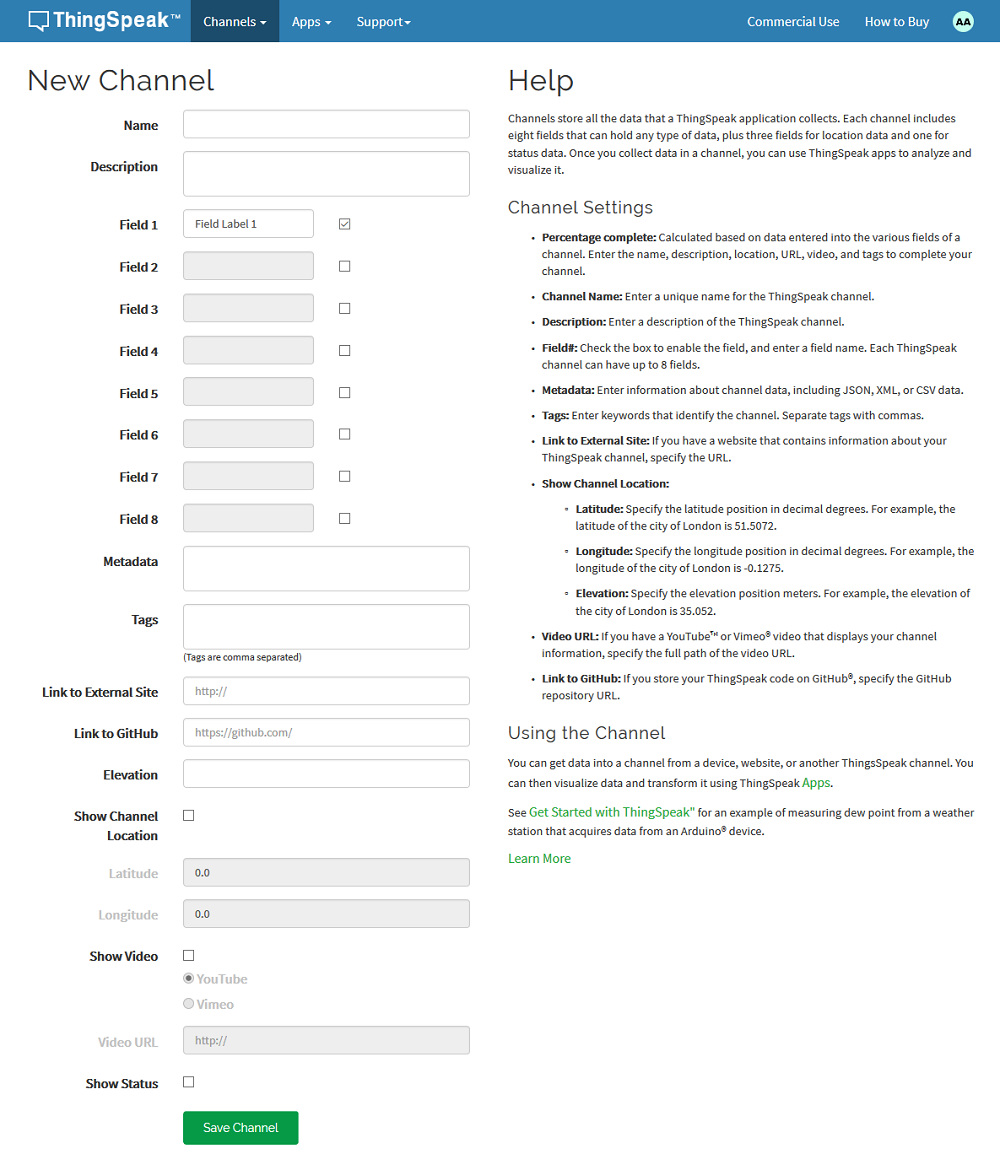 ThingSpeak™ Channels Apps Support Commercial Use How to Buy AA
New Channel
Name
Description
Field 1 Field Label 1
Field 2
Field 3
Field 4
Field 5
Field 6
Field 7
Field 8
Metadata
Tags
(Tags are comma separated)
Link to External Site http://
Link to GitHub https://github.com/
Elevation
Show Channel
Location
Latitude 0.0
Longitude 0.0
Show Video
YouTube
Vimeo
Video URL http://
Show Status
Save Channel
Help
Channels store all the data that a ThingSpeak application collects. Each channel includes
eight fields that can hold any type of data, plus three fields for location data and one for
status data. Once you collect data in a channel, you can use ThingSpeak apps to analyze and
visualize it.
Channel Settings
• Percentage complete: Calculated based on data entered into the various fields of a
channel. Enter the name, description, location, URL, video, and tags to complete your
channel.
• Channel Name: Enter a unique name for the ThingSpeak channel.
• Description: Enter a description of the ThingSpeak channel.
• Field#: Check the box to enable the field, and enter a field name. Each ThingSpeak
channel can have up to 8 fields.
• Metadata: Enter information about channel data, including JSON, XML, or CSV data.
• Tags: Enter keywords that identify the channel. Separate tags with commas.
• Link to External Site: If you have a website that contains information about your
ThingSpeak channel, specify the URL.
• Show Channel Location:
◦ Latitude: Specify the latitude position in decimal degrees. For example, the
latitude of the city of London is 51.5072.
◦ Longitude: Specify the longitude position in decimal degrees. For example, the
longitude of the city of London is -0.1275.
◦ Elevation: Specify the elevation position meters. For example, the elevation of
the city of London is 35.052.
• Video URL: If you have a YouTube™ or Vimeo® video that displays your channel
information, specify the full path of the video URL.
• Link to GitHub: If you store your ThingSpeak code on GitHub®, specify the GitHub
repository URL.
Using the Channel
You can get data into a channel from a device, website, or another ThingsSpeak channel. You
can then visualize data and transform it using ThingSpeak Apps.
See Get Started with ThingSpeak" for an example of measuring dew point from a weather
station that acquires data from an Arduino® device.
Learn More